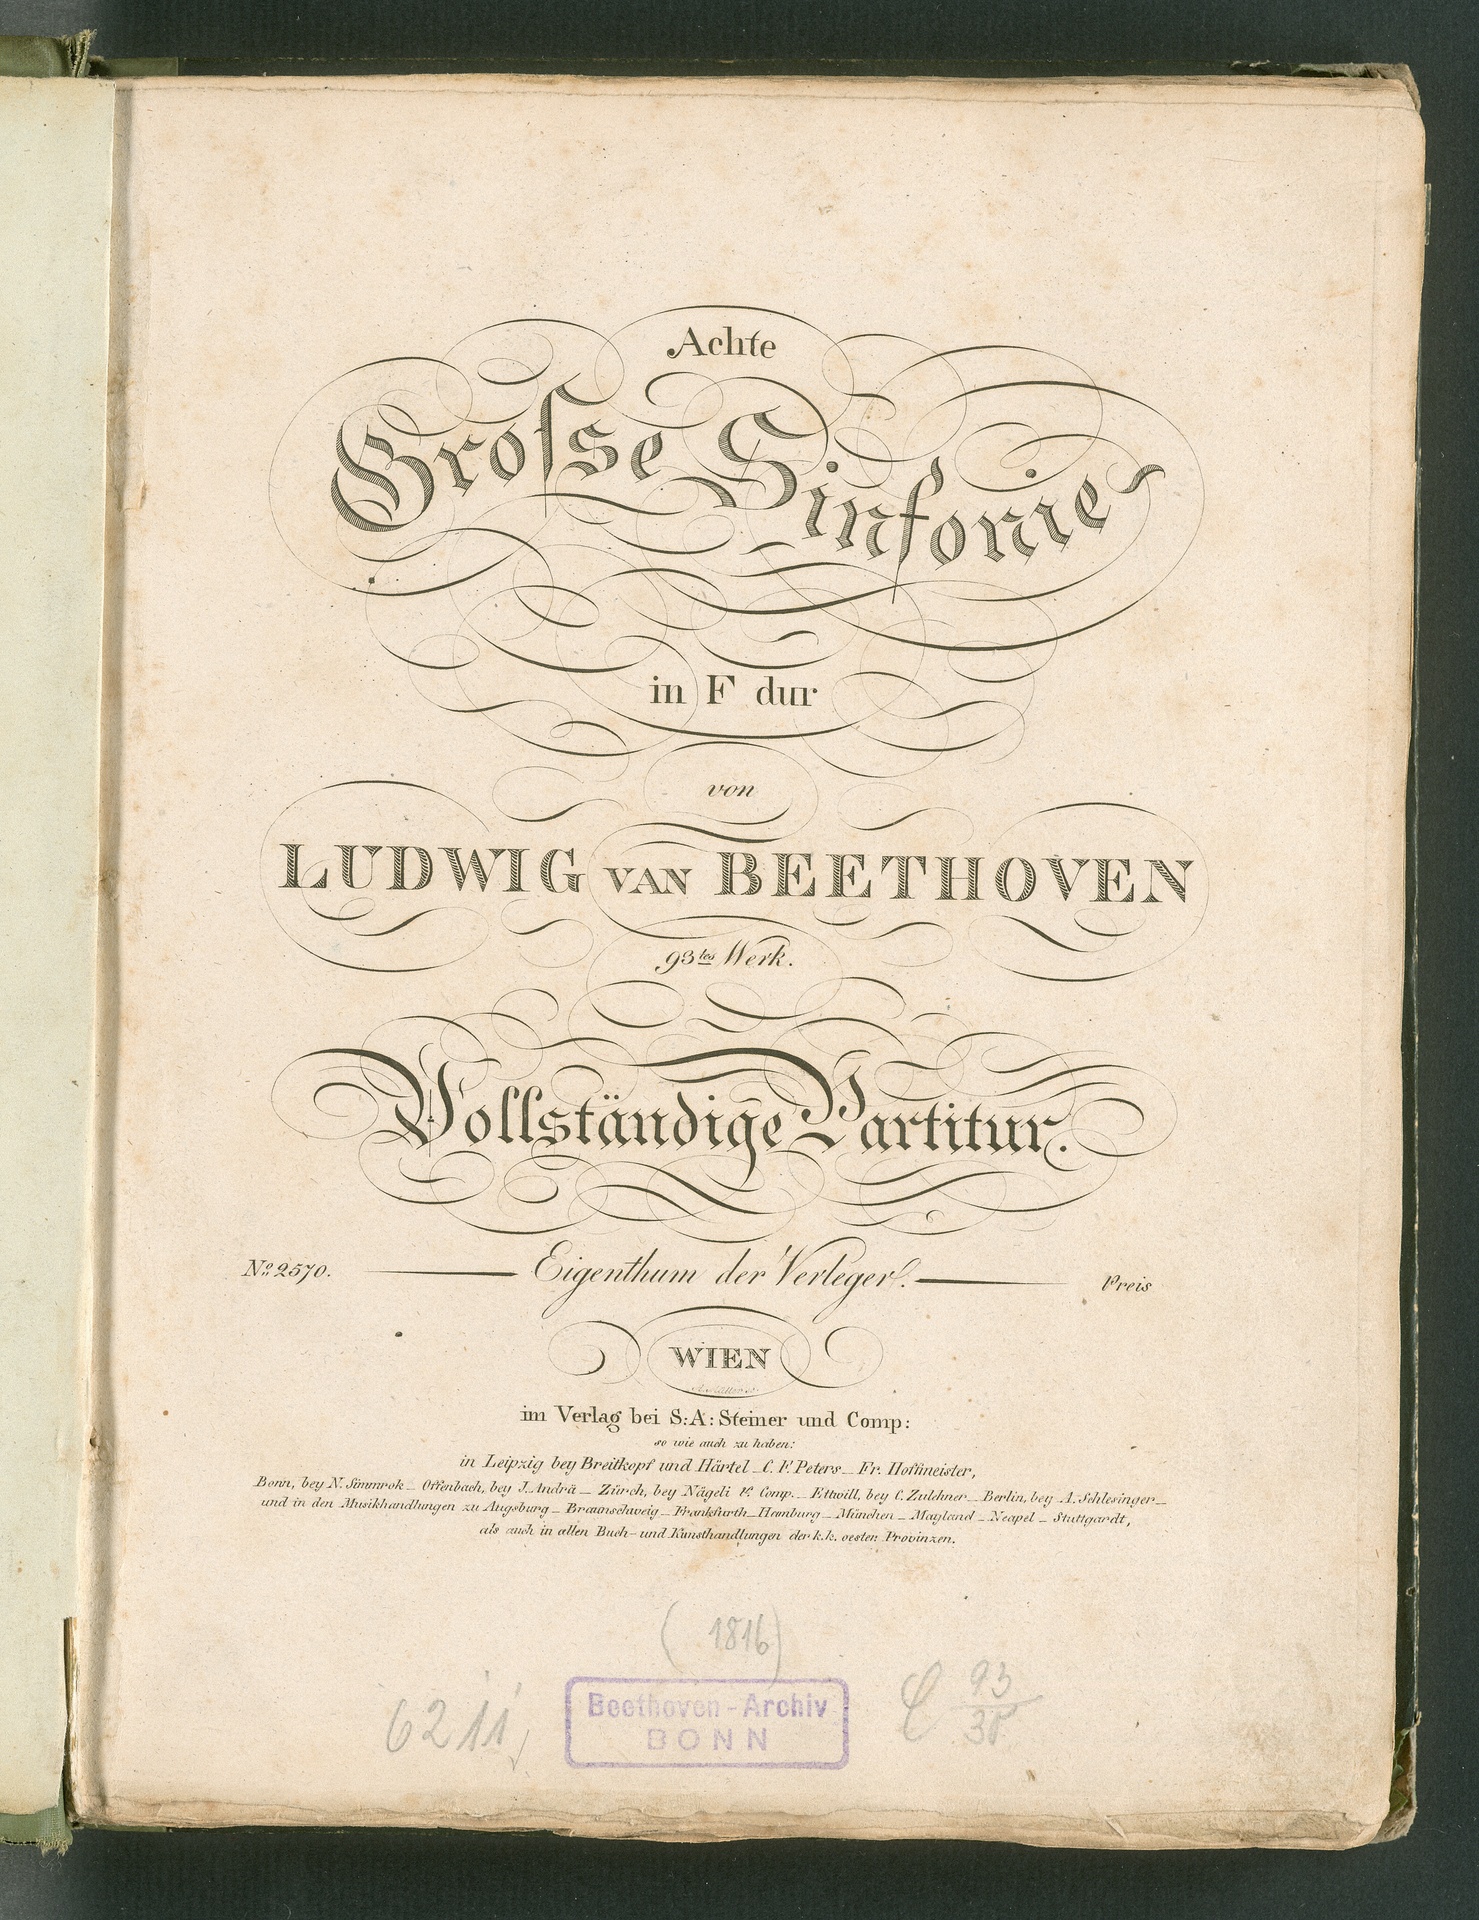 Achte
Große Sinfonie
in F dur
von
LUDWIG VAN BEETHOVEN
93tes Werk.
Vollständige Partitur.
No 2570. Eigenthum der Verleger. Preis
WIEN
im Verlag bei S: A: Steiner und Comp:
so wie auch zu haben:
in Leipzig bey Breitkopf und Härtel _ C. F. Peters _ Fr. Hofmeister,
Bonn, bey N. Simmrok _ Offenbach, bey J. Andrä _ Zürch, bey Nägeli & Comp. _ Ettwill, bey C. Zulehner _ Berlin, bey A. Schlesinger _
und in den Musikhandlungen zu Augsburg _ Braunschweig _ Frankfurth _ Hamburg _ München _ Mayland _ Neapel _ Stuttgardt,
als auch in allen Buch- und Kunsthandlungen der k. k. oester. Provinzen.
(1816)
Beethoven-Archiv
BONN
6211
C 93/38